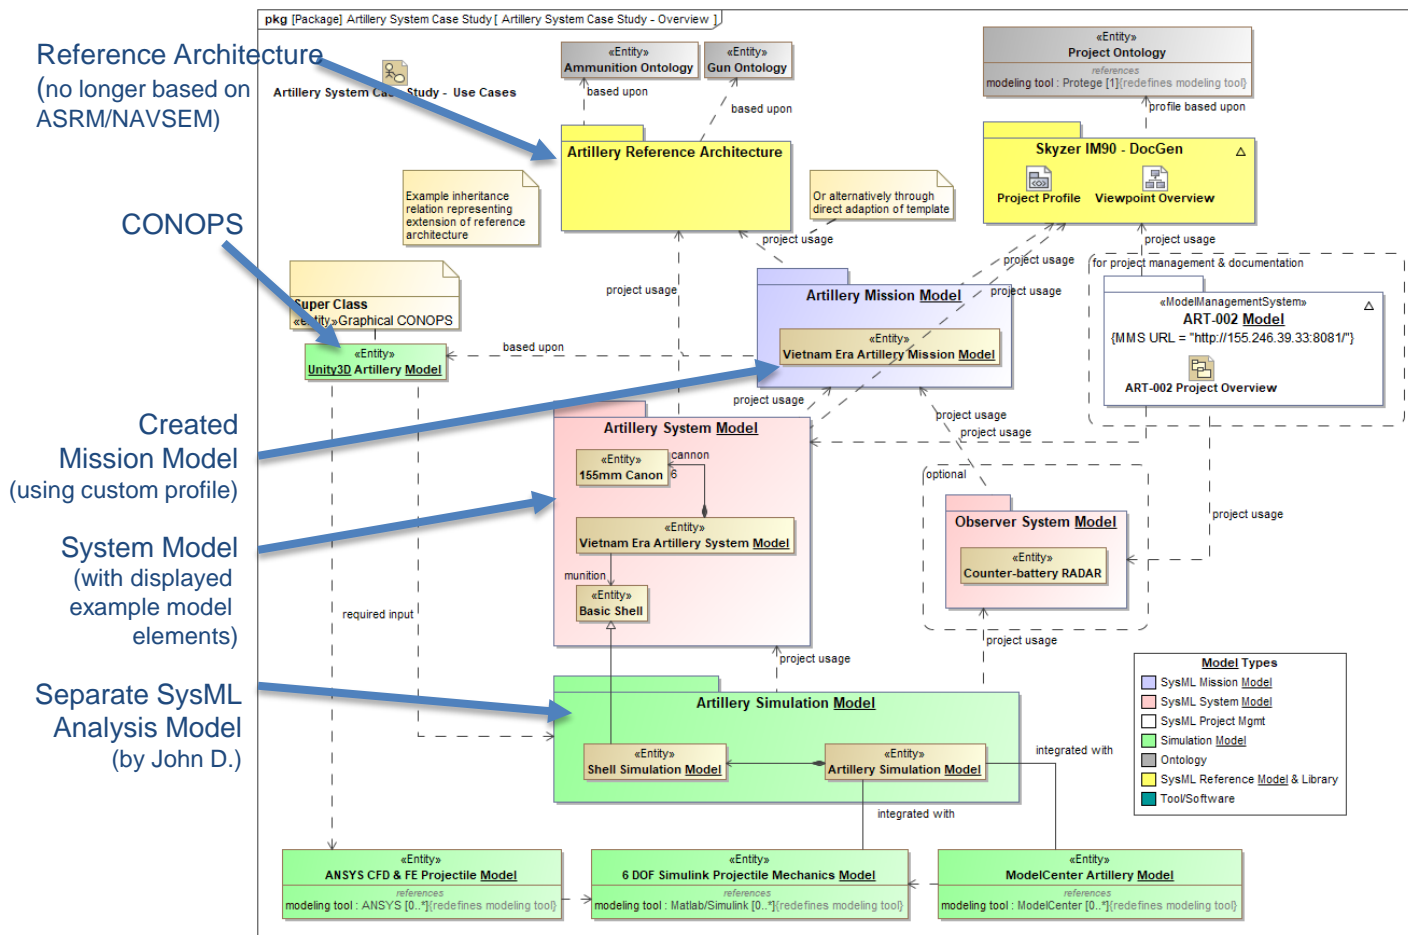 pkg [Package] Artillery System Case Study [ Artillery System Case Study - Overview ]
Reference Architecture
(no longer based on
ASRM/NAVSEM)
Artillery System Case Study - Use Cases
«Entity»
Ammunition Ontology
«Entity»
Gun Ontology
«Entity»
Project Ontology
references
modeling tool : Protege [1]{redefines modeling tool}
based upon
based upon
profile based upon
Artillery Reference Architecture
Skyzer IM90 - DocGen
Project Profile
Viewpoint Overview
Example inheritance
relation representing
extension of reference
architecture
Or alternatively through
direct adaption of template
CONOPS
project usage
project usage
project usage
project usage
project usage
for project management & documentation
Super Class
«entity»Graphical CONOPS
Artillery Mission Model
«Entity»
Vietnam Era Artillery Mission Model
«ModelManagementSystem»
ART-002 Model
{MMS URL = "http://155.246.39.33:8081/"}
ART-002 Project Overview
«Entity»
Unity3D Artillery Model
based upon
project usage
project usage
project usage
project usage
Created
Mission Model
(using custom profile)
Artillery System Model
«Entity»
155mm Canon
cannon
6
«Entity»
Vietnam Era Artillery System Model
munition
«Entity»
Basic Shell
optional
Observer System Model
«Entity»
Counter-battery RADAR
project usage
System Model
(with displayed
example model
elements)
required input
project usage
project usage
Separate SysML
Analysis Model
(by John D.)
Artillery Simulation Model
«Entity»
Shell Simulation Model
«Entity»
Artillery Simulation Model
integrated with
integrated with
Model Types
SysML Mission Model
SysML System Model
SysML Project Mgmt
Simulation Model
Ontology
SysML Reference Model & Library
Tool/Software
«Entity»
ANSYS CFD & FE Projectile Model
references
modeling tool : ANSYS [0..*]{redefines modeling tool}
«Entity»
6 DOF Simulink Projectile Mechanics Model
references
modeling tool : Matlab/Simulink [0..*]{redefines modeling tool}
«Entity»
ModelCenter Artillery Model
references
modeling tool : ModelCenter [0..*]{redefines modeling tool}